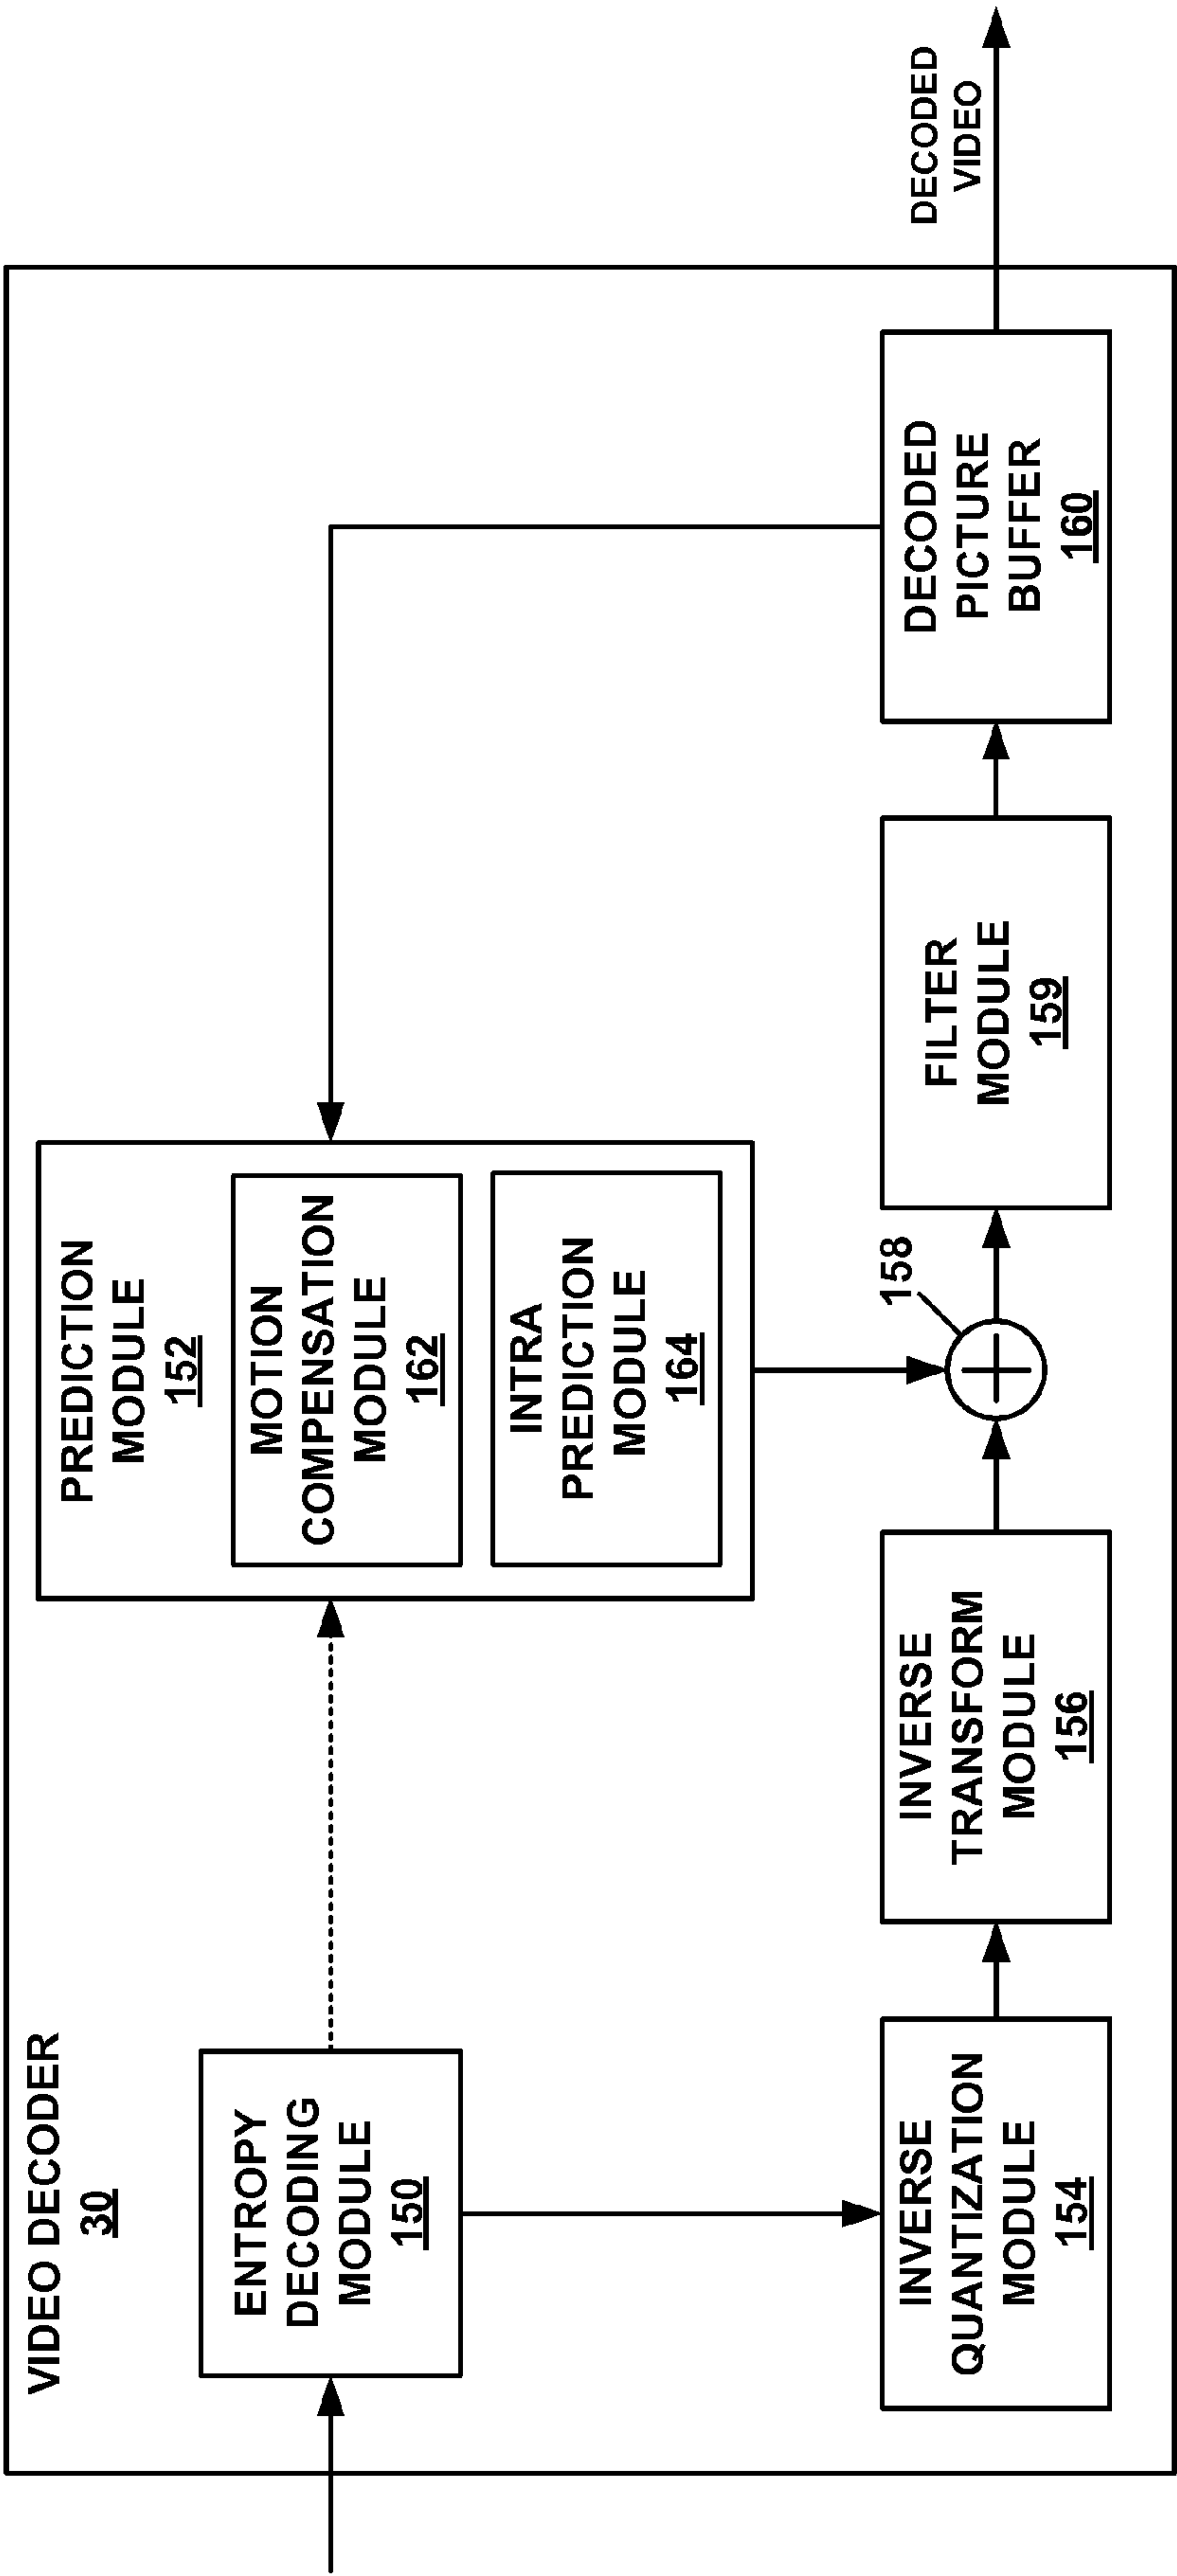 VIDEO DECODER
30
ENTROPY
DECODING
MODULE
150
PREDICTION
MODULE
152
MOTION
COMPENSATION
MODULE
162
INTRA
PREDICTION
MODULE
164
INVERSE
QUANTIZATION
MODULE
154
INVERSE
TRANSFORM
MODULE
156
158
FILTER
MODULE
159
DECODED
PICTURE
BUFFER
160
DECODED
VIDEO